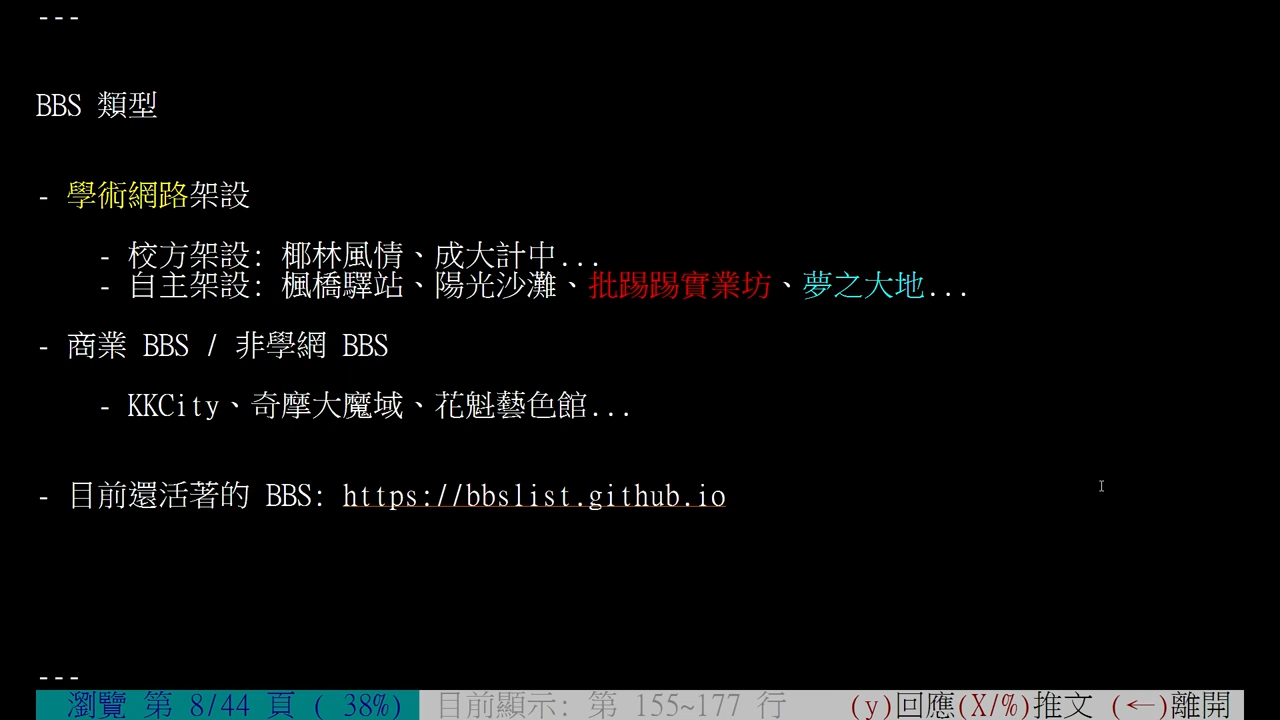 ---
BBS 類型
- 學術網路架設
- 校方架設: 椰林風情、成大計中...
- 自主架設: 楓橋驛站、陽光沙灘、批踢踢實業坊、夢之大地...
- 商業 BBS / 非學網 BBS
- KKCity、奇摩大魔域、花魁藝色館...
- 目前還活著的 BBS: https://bbslist.github.io
---
瀏覽 第 8/44 頁 ( 38%) 目前顯示: 第 155~177 行 (y)回應(X/%)推文 (←)離開